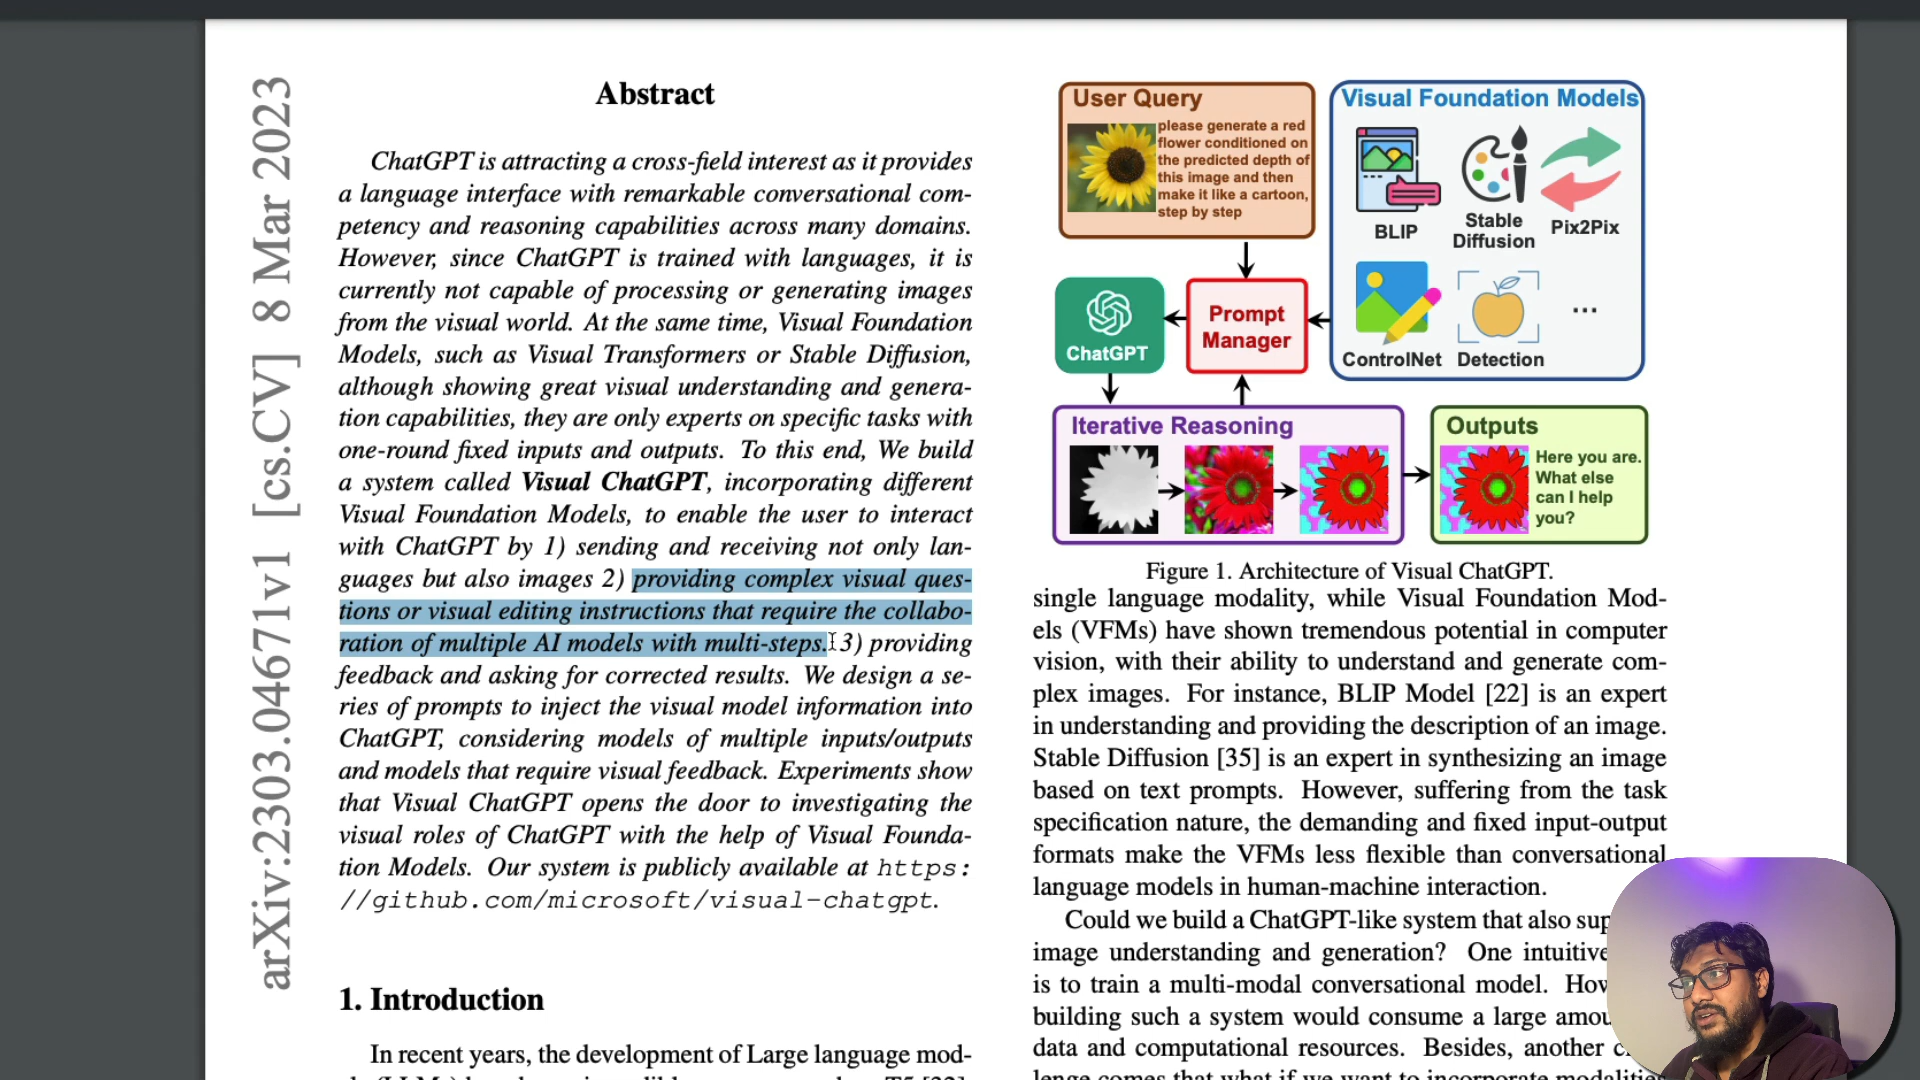 arXiv:2303.04671v1 [cs.CV] 8 Mar 2023
Abstract
ChatGPT is attracting a cross-field interest as it provides
a language interface with remarkable conversational com-
petency and reasoning capabilities across many domains.
However, since ChatGPT is trained with languages, it is
currently not capable of processing or generating images
from the visual world. At the same time, Visual Foundation
Models, such as Visual Transformers or Stable Diffusion,
although showing great visual understanding and genera-
tion capabilities, they are only experts on specific tasks with
one-round fixed inputs and outputs. To this end, We build
a system called Visual ChatGPT, incorporating different
Visual Foundation Models, to enable the user to interact
with ChatGPT by 1) sending and receiving not only lan-
guages but also images 2) providing complex visual ques-
tions or visual editing instructions that require the collabo-
ration of multiple AI models with multi-steps. 3) providing
feedback and asking for corrected results. We design a se-
ries of prompts to inject the visual model information into
ChatGPT, considering models of multiple inputs/outputs
and models that require visual feedback. Experiments show
that Visual ChatGPT opens the door to investigating the
visual roles of ChatGPT with the help of Visual Founda-
tion Models. Our system is publicly available at https:
//github.com/microsoft/visual-chatgpt.
1. Introduction
In recent years, the development of Large language mod-
User Query
please generate a red
flower conditioned on
the predicted depth of
this image and then
make it like a cartoon,
step by step
Visual Foundation Models
BLIP
Stable
Diffusion
Pix2Pix
ControlNet
Detection
...
ChatGPT
Prompt
Manager
Iterative Reasoning
Outputs
Here you are.
What else
can I help
you?
Figure 1. Architecture of Visual ChatGPT.
single language modality, while Visual Foundation Mod-
els (VFMs) have shown tremendous potential in computer
vision, with their ability to understand and generate com-
plex images. For instance, BLIP Model [22] is an expert
in understanding and providing the description of an image.
Stable Diffusion [35] is an expert in synthesizing an image
based on text prompts. However, suffering from the task
specification nature, the demanding and fixed input-output
formats make the VFMs less flexible than conversational
language models in human-machine interaction.
Could we build a ChatGPT-like system that also
image understanding and generation? One intuitive
is to train a multi-modal conversational model.
building such a system would consume a large
data and computational resources. Besides, another
lenge comes that what if we want to incorporate modalities